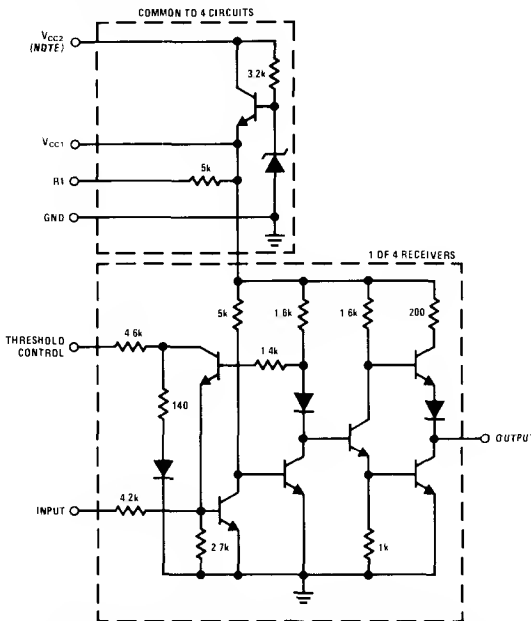 COMMON TO 4 CIRCUITS
VCC2
(NOTE)
3.2k
VCC1
5k
R1
GND
1 OF 4 RECEIVERS
5k
1.6k
1.6k
200
4.6k
THRESHOLD
CONTROL
1.4k
140
OUTPUT
4.2k
INPUT
2.7k
1k